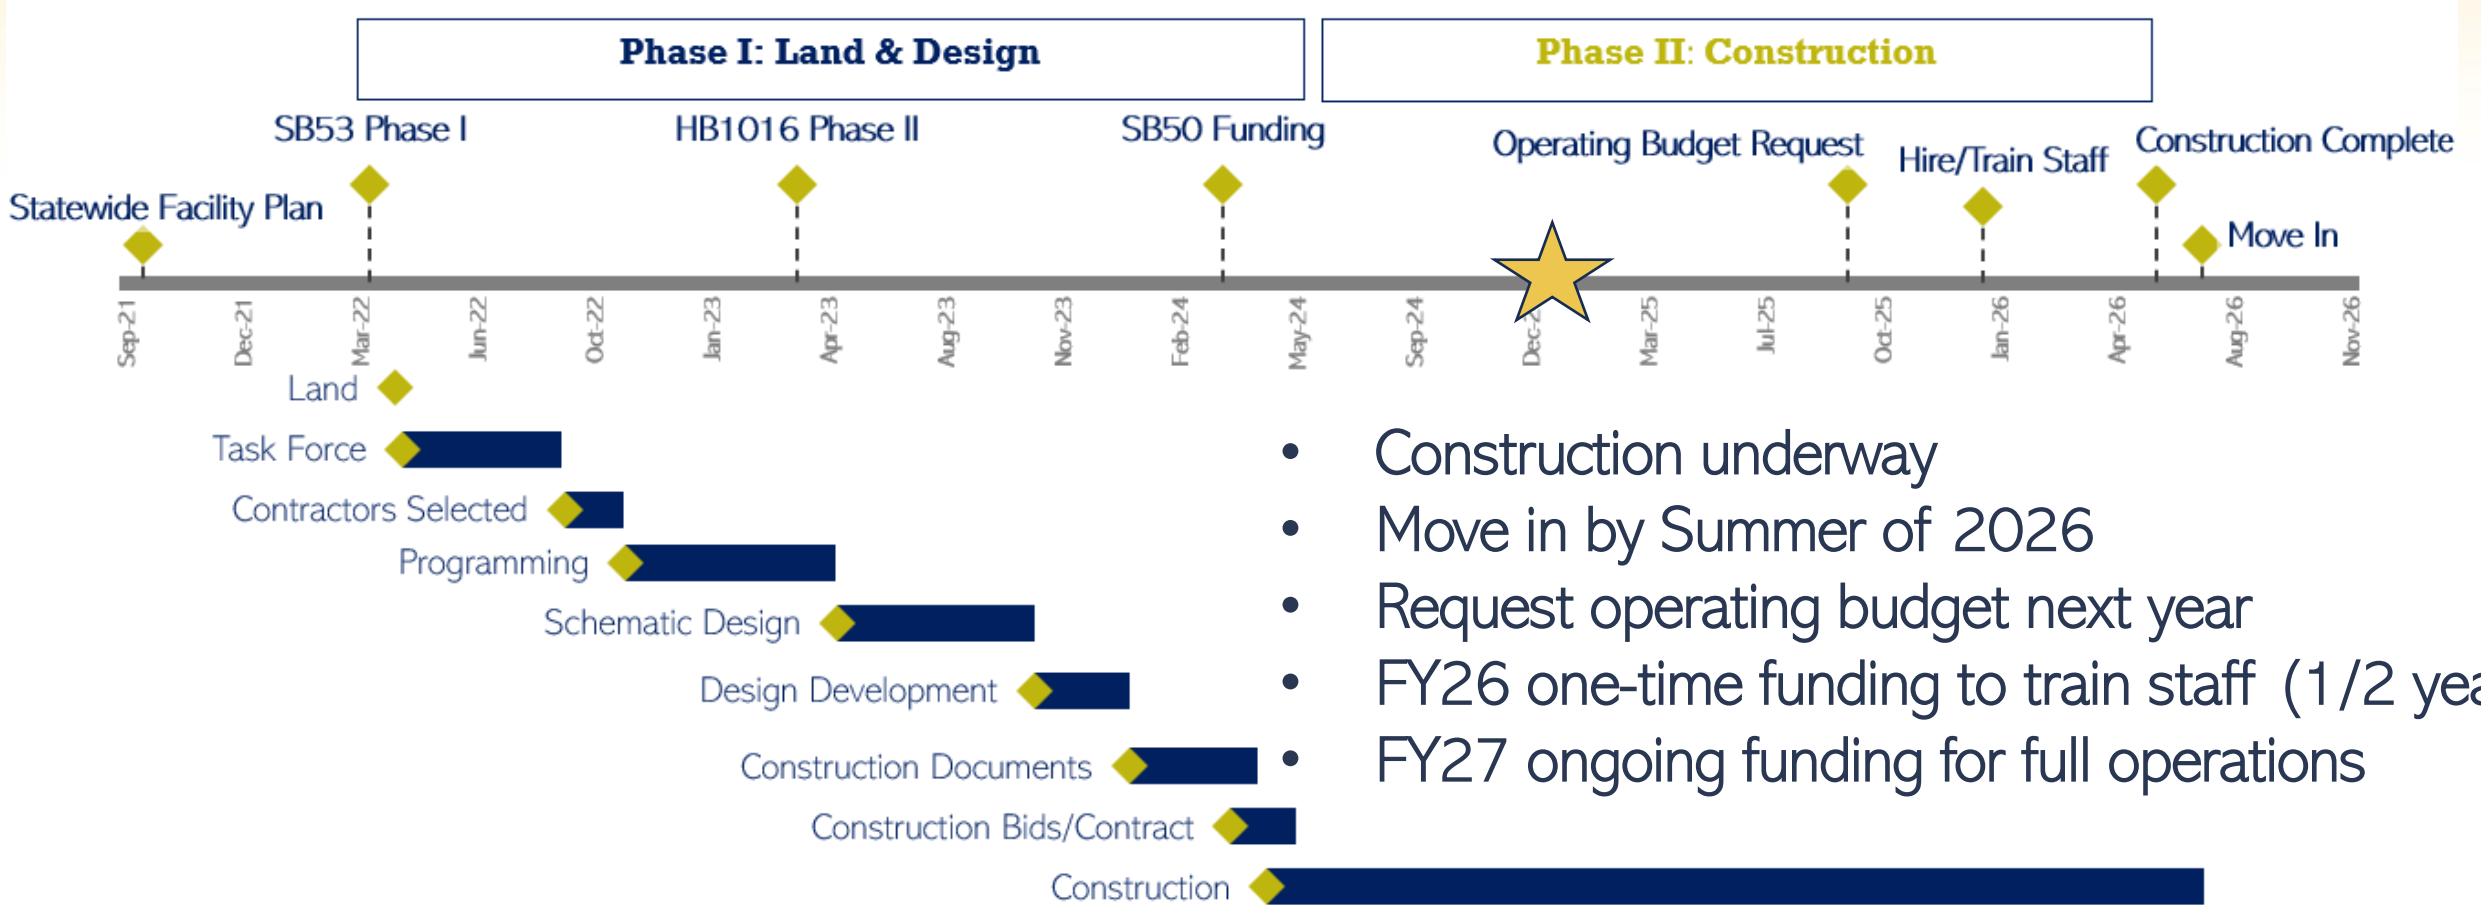 Phase I: Land & Design
Phase II: Construction
SB53 Phase I
HB1016 Phase II
SB50 Funding
Operating Budget Request
Hire/Train Staff
Construction Complete
Statewide Facility Plan
Move In
Sep-21
Dec-21
Mar-22
Jun-22
Oct-22
Jan-23
Apr-23
Aug-23
Nov-23
Feb-24
May-24
Sep-24
Dec-2
Mar-25
Jul-25
Oct-25
Jan-26
Apr-26
Aug-26
Nov-26
Land
Task Force
Contractors Selected
Programming
Schematic Design
Design Development
Construction Documents
Construction Bids/Contract
Construction
• Construction underway
• Move in by Summer of 2026
• Request operating budget next year
• FY26 one-time funding to train staff (1/2 yea
• FY27 ongoing funding for full operations